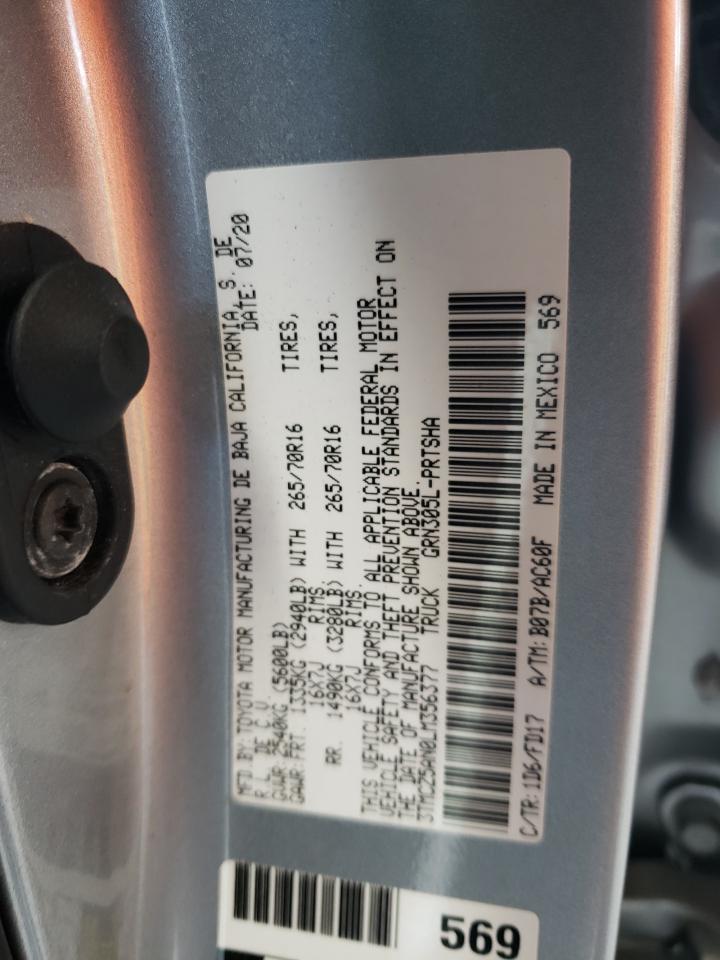 MFD BY: TOYOTA MOTOR MANUFACTURING DE BAJA CALIFORNIA, S. DE
R. L. DE C.V. DATE: 07/20
GVWR: 2540KG (5600LB)
GAWR: FRT. 1335KG (2940LB) WITH 265/70R16 TIRES,
16X7J RIMS.
RR. 1490KG (3280LB) WITH 265/70R16 TIRES,
16X7J RIMS.
THIS VEHICLE CONFORMS TO ALL APPLICABLE FEDERAL MOTOR
VEHICLE SAFETY AND THEFT PREVENTION STANDARDS IN EFFECT ON
THE DATE OF MANUFACTURE SHOWN ABOVE.
3TMCZ5AN0LM356377 TRUCK GRN305L-PRTSHA
C/TR: 1D6/FD17 A/TM: B07B/AC60F MADE IN MEXICO 569
569